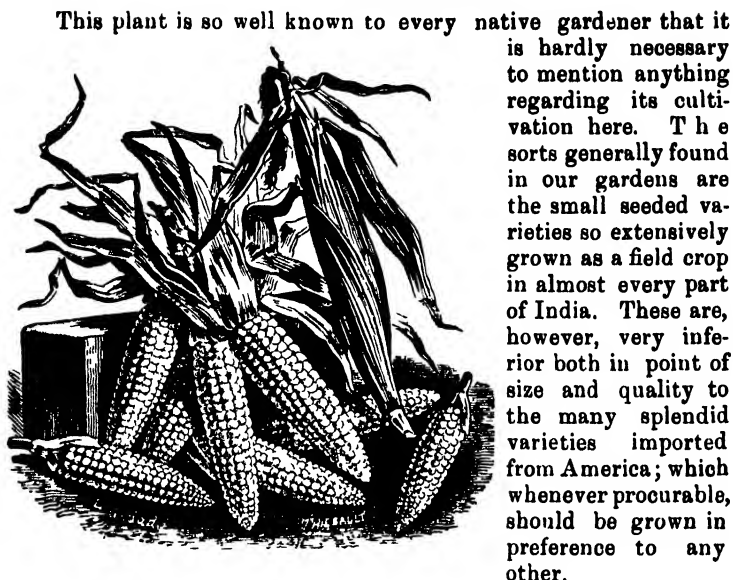 This plant is so well known to every native gardener that it
is hardly necessary
to mention anything
regarding its culti-
vation here. The
sorts generally found
in our gardens are
the small seeded va-
rieties so extensively
grown as a field crop
in almost every part
of India. These are,
however, very infe-
rior both in point of
size and quality to
the many splendid
varieties imported
from America; which
whenever procurable,
should be grown in
preference to any
other.